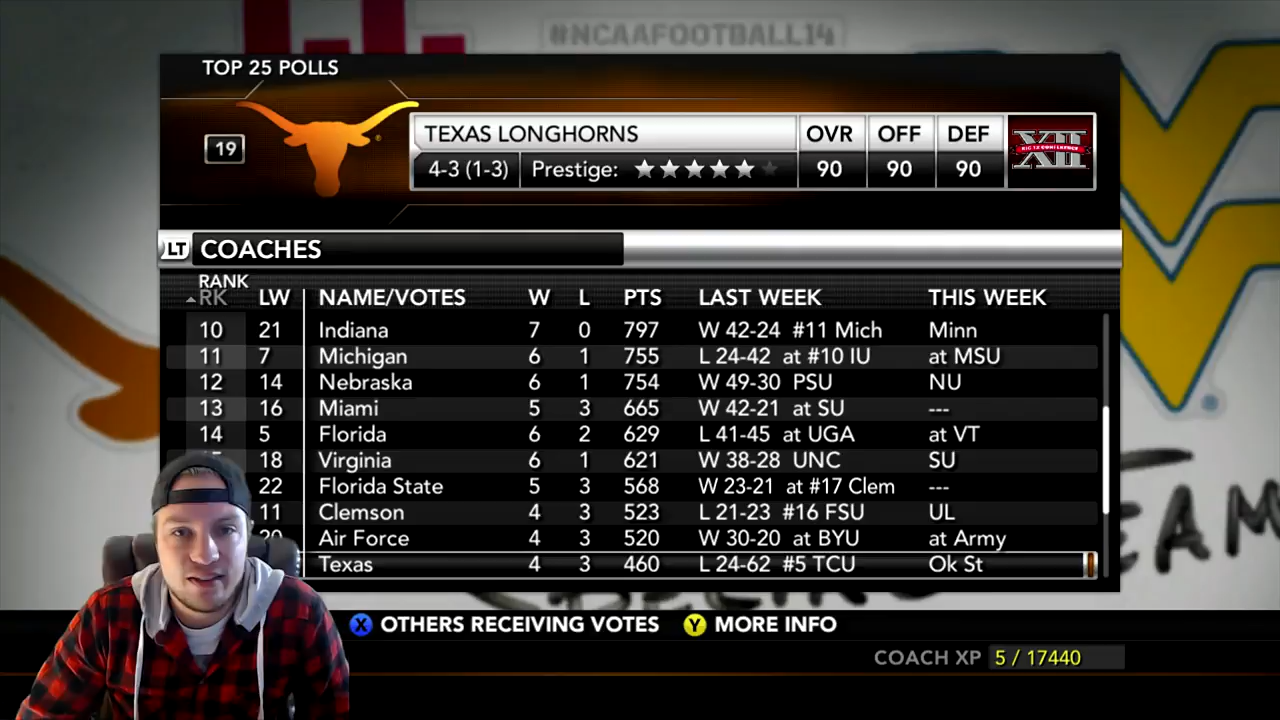 #NCAAFOOTBALL14
TOP 25 POLLS
19
TEXAS LONGHORNS OVR OFF DEF
4-3 (1-3) Prestige: 90 90 90
XII
LT COACHES
RANK
RK LW NAME/VOTES W L PTS LAST WEEK THIS WEEK
10 21 Indiana 7 0 797 W 42-24 #11 Mich Minn
11 7 Michigan 6 1 755 L 24-42 at #10 IU at MSU
12 14 Nebraska 6 1 754 W 49-30 PSU NU
13 16 Miami 5 3 665 W 42-21 at SU ---
14 5 Florida 6 2 629 L 41-45 at UGA at VT
18 Virginia 6 1 621 W 38-28 UNC SU
22 Florida State 5 3 568 W 23-21 at #17 Clem ---
11 Clemson 4 3 523 L 21-23 #16 FSU UL
20 Air Force 4 3 520 W 30-20 at BYU at Army
Texas 4 3 460 L 24-62 #5 TCU Ok St
X OTHERS RECEIVING VOTES Y MORE INFO
COACH XP 5 / 17440